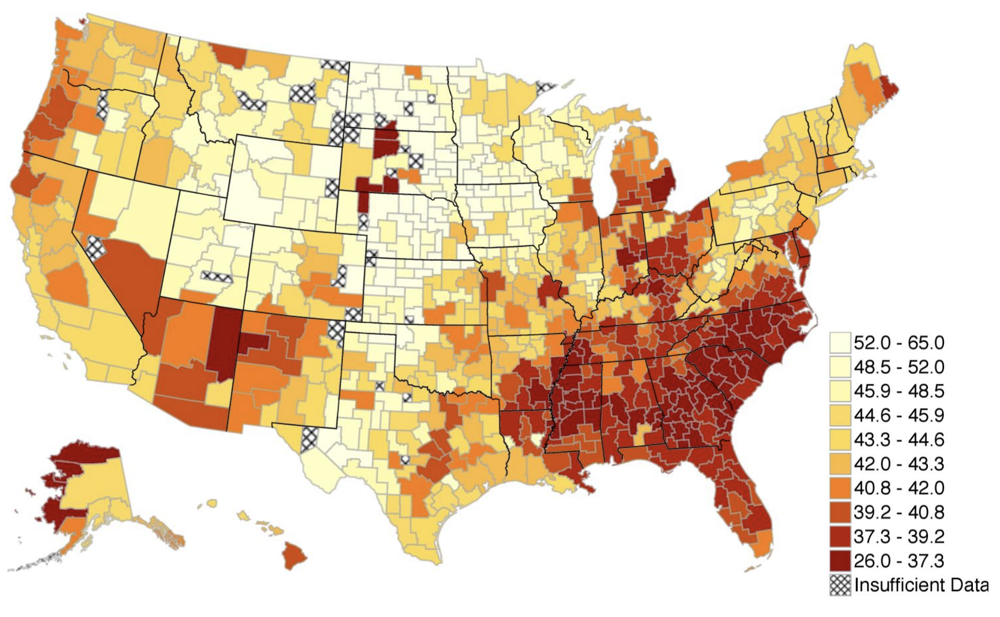 52.0 - 65.0
48.5 - 52.0
45.9 - 48.5
44.6 - 45.9
43.3 - 44.6
42.0 - 43.3
40.8 - 42.0
39.2 - 40.8
37.3 - 39.2
26.0 - 37.3
Insufficient Data